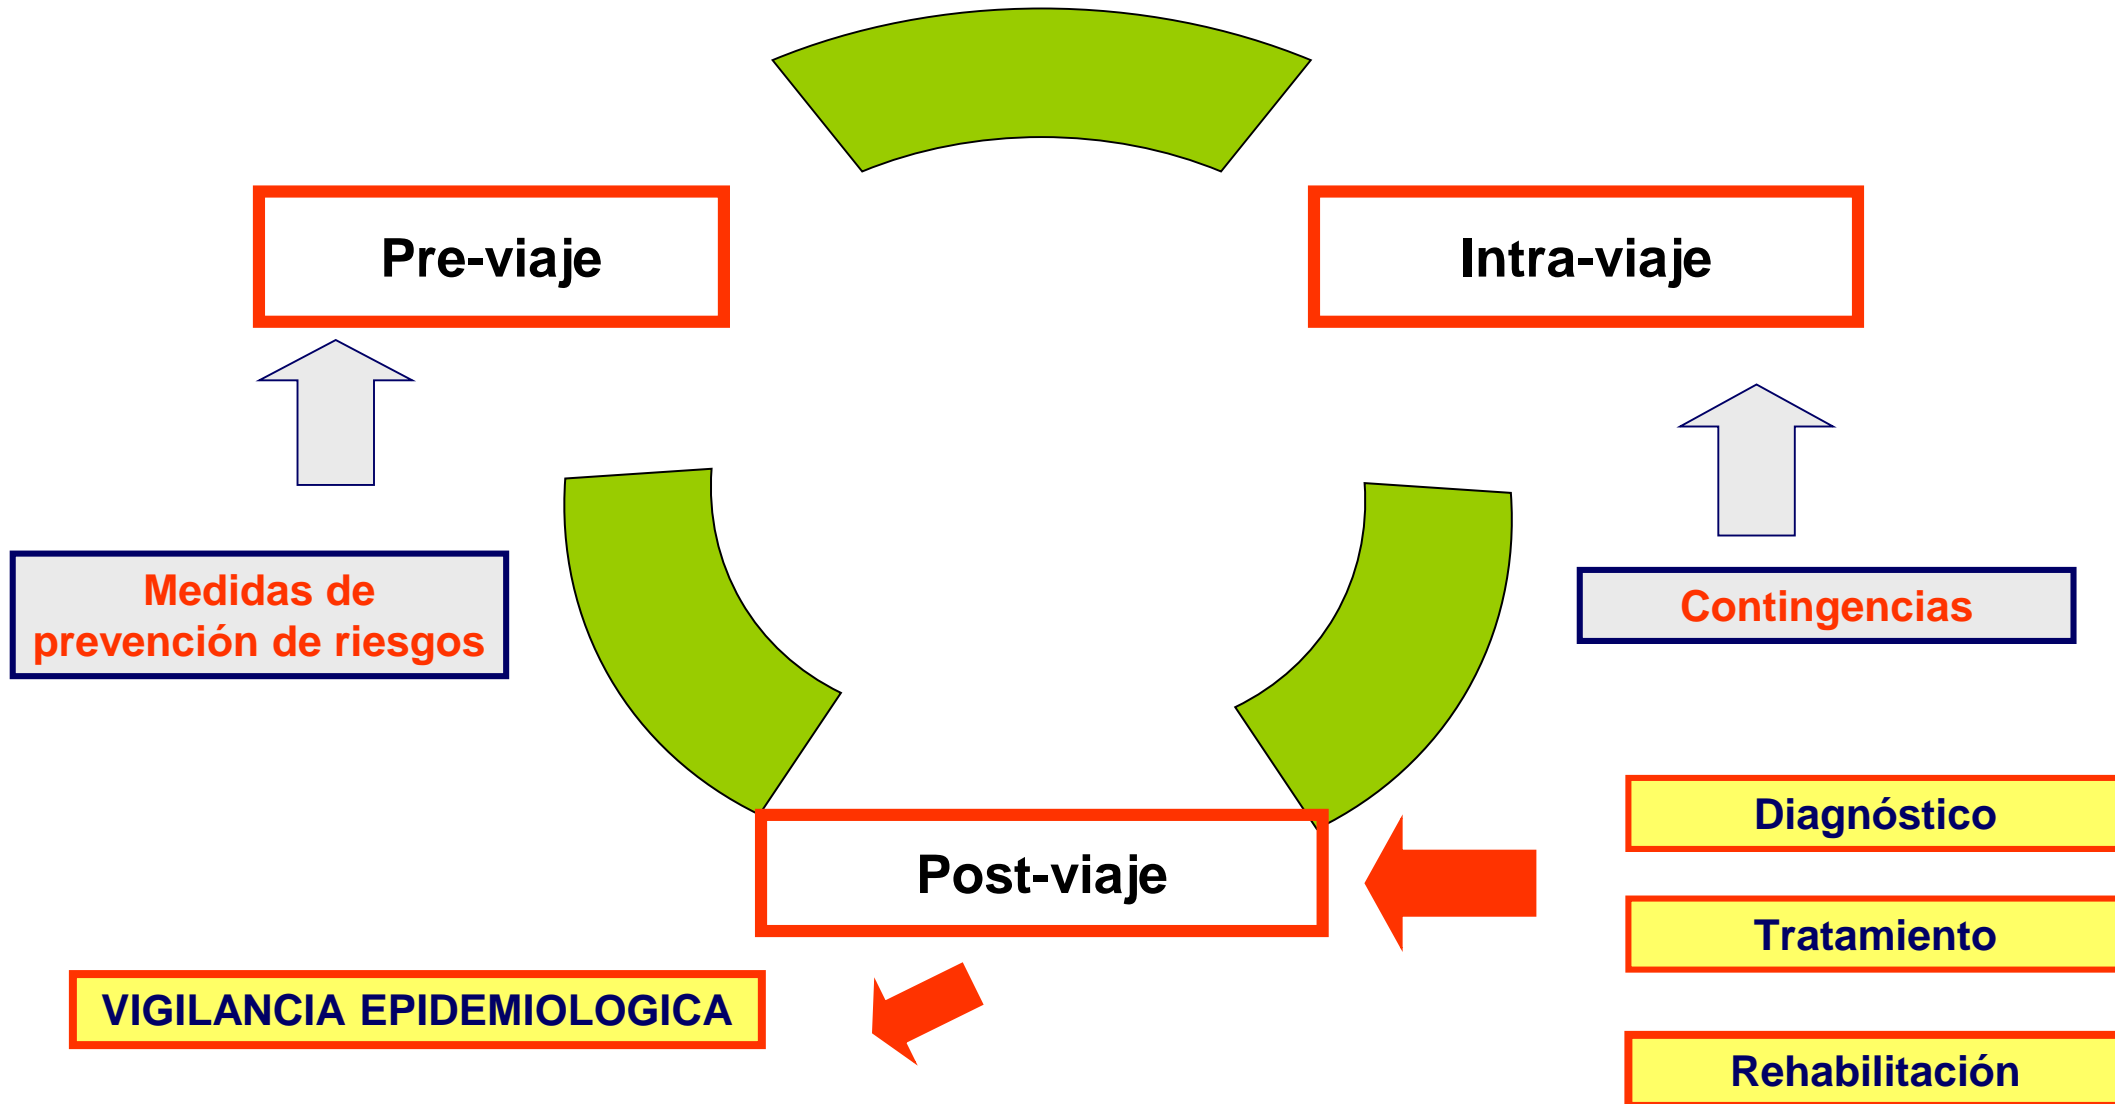 Pre-viaje
Intra-viaje
Medidas de
prevención de riesgos
Contingencias
Diagnóstico
Post-viaje
Tratamiento
VIGILANCIA EPIDEMIOLOGICA
Rehabilitación